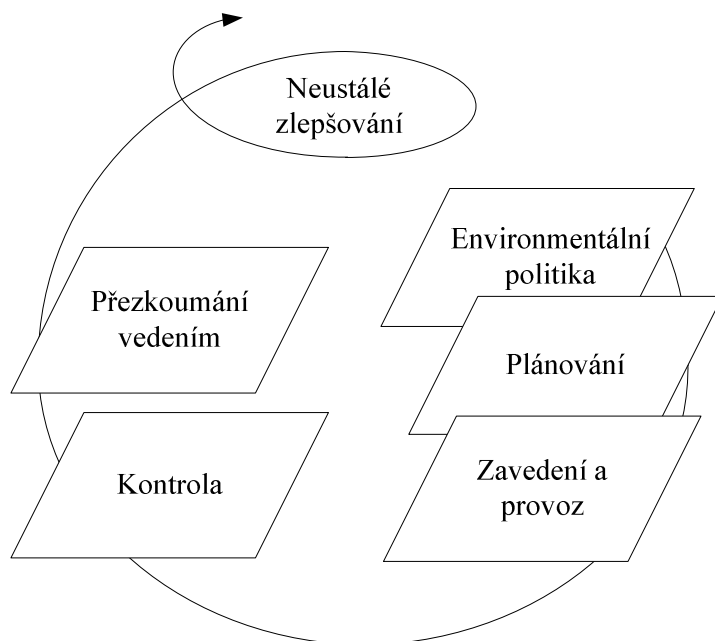 Neustálé
zlepšování
Environmentální
politika
Plánování
Zavedení a
provoz
Kontrola
Přezkoumání
vedením